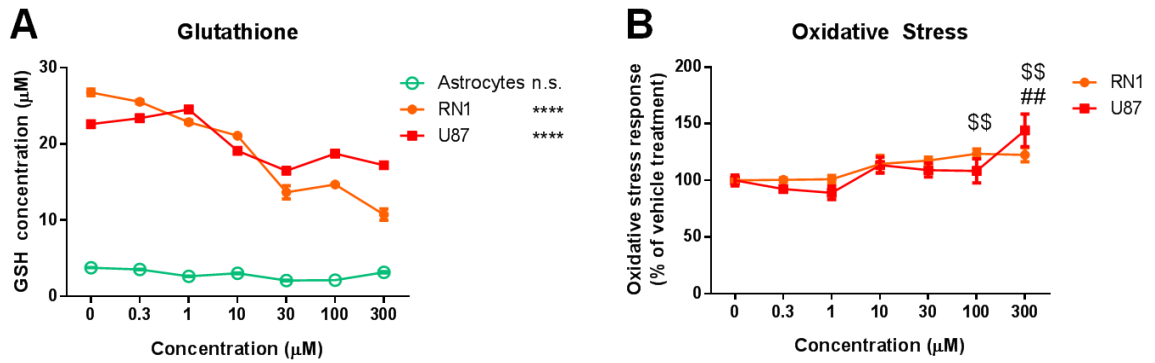 A
Glutathione
GSH concentration (μM)
30
20
10
0
0 0.3 1 10 30 100 300
Concentration (μM)
Astrocytes n.s.
RN1 ****
U87 ****
B
Oxidative Stress
Oxidative stress response
(% of vehicle treatment)
200
150
100
50
0
$$
$$
##
0 0.3 1 10 30 100 300
Concentration (μM)
RN1
U87